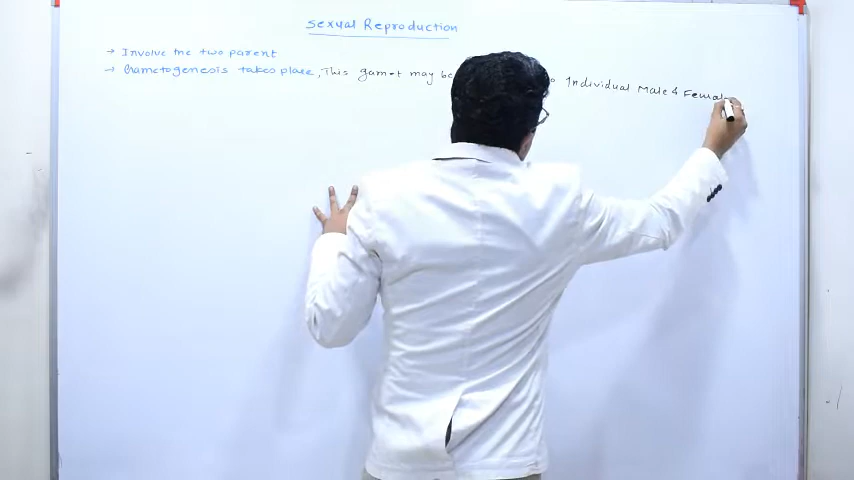 Sexual Reproduction
→ Involve the two parent
→ Gametogenesis takes place, This gamet may be Individual Male & Female